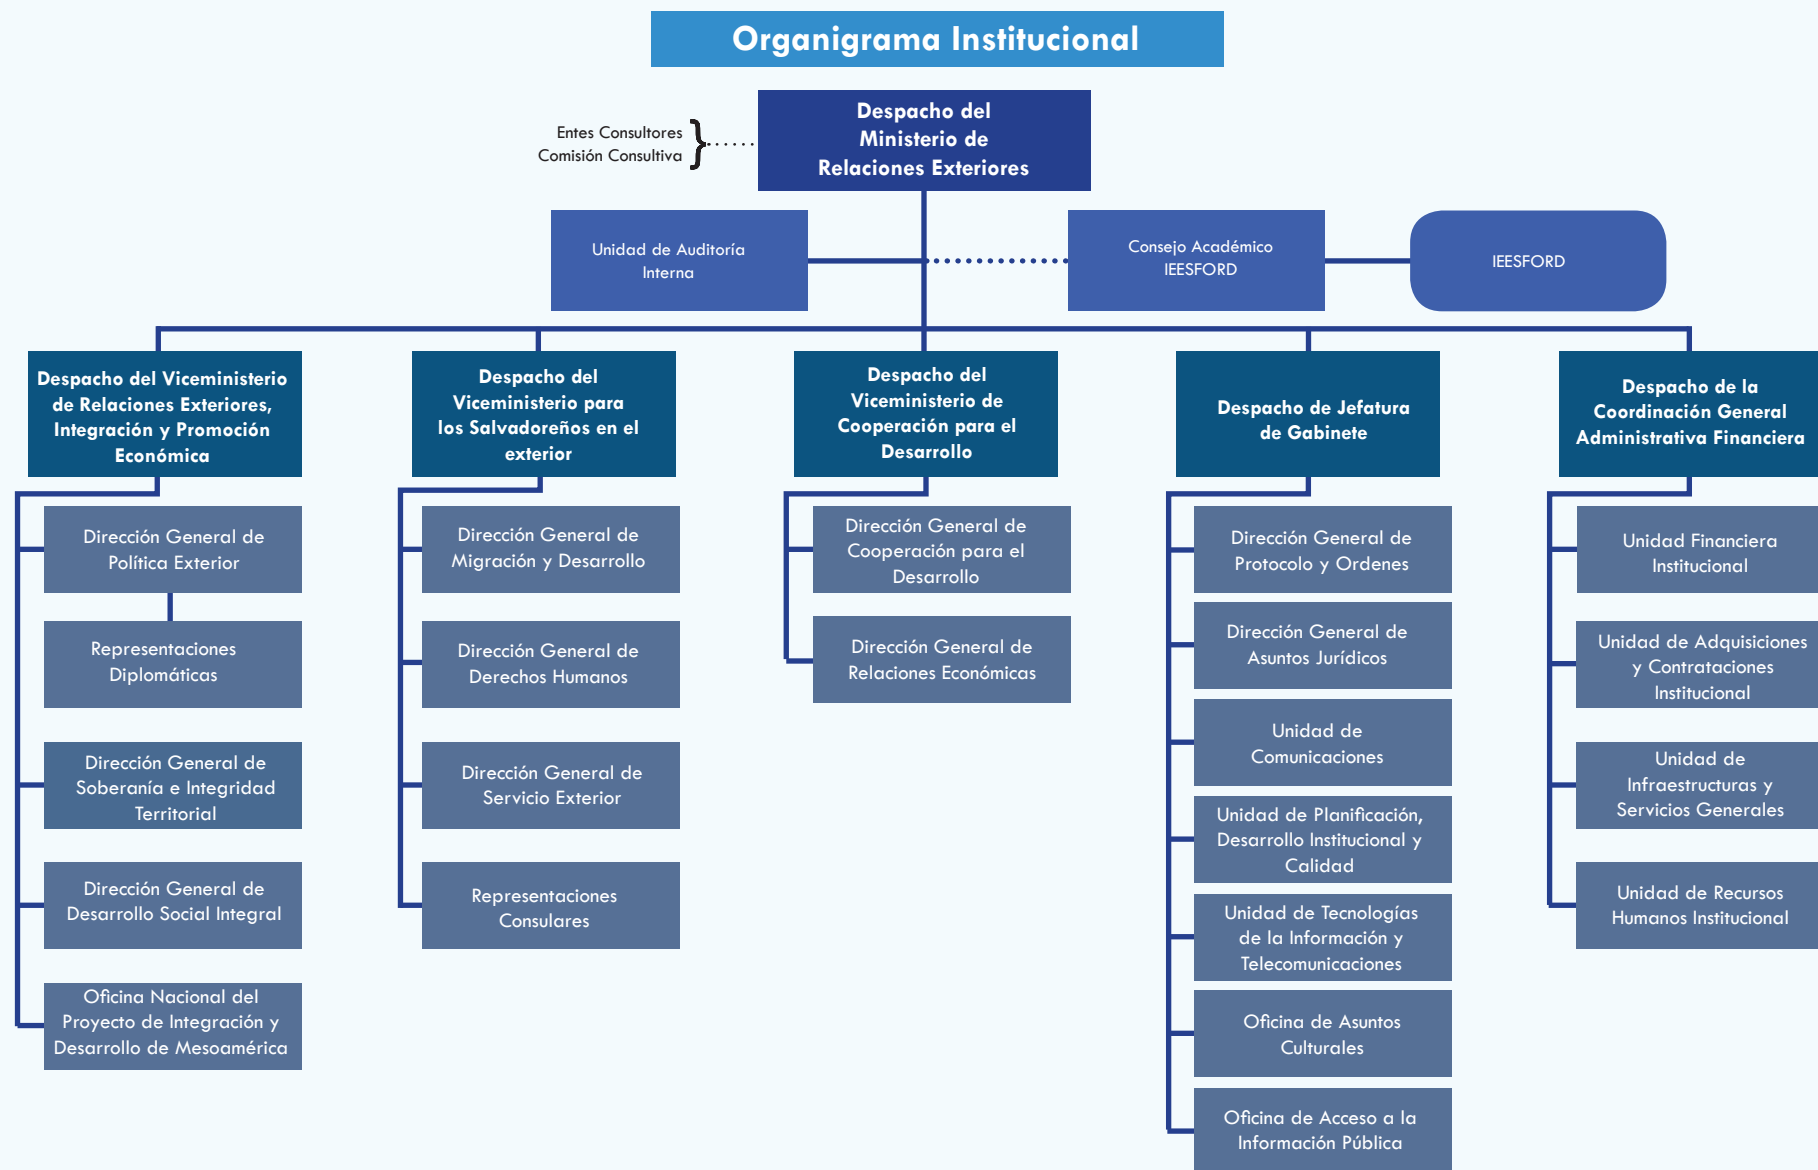 Organigrama Institucional
Despacho del
Ministerio de
Relaciones Exteriores
Entes Consultores
Comisión Consultiva
Unidad de Auditoría
Interna
Consejo Académico
IEESFORD
IEESFORD
Despacho del Viceministerio
de Relaciones Exteriores,
Integración y Promoción
Económica
Dirección General de
Política Exterior
Representaciones
Diplomáticas
Dirección General de
Soberanía e Integridad
Territorial
Dirección General de
Desarrollo Social Integral
Oficina Nacional del
Proyecto de Integración y
Desarrollo de Mesoamérica
Despacho del
Viceministerio para
los Salvadoreños en el
exterior
Dirección General de
Migración y Desarrollo
Dirección General de
Derechos Humanos
Dirección General de
Servicio Exterior
Representaciones
Consulares
Despacho del
Viceministerio de
Cooperación para el
Desarrollo
Dirección General de
Cooperación para el
Desarrollo
Dirección General de
Relaciones Económicas
Despacho de Jefatura
de Gabinete
Dirección General de
Protocolo y Ordenes
Dirección General de
Asuntos Jurídicos
Unidad de
Comunicaciones
Unidad de Planificación,
Desarrollo Institucional y
Calidad
Unidad de Tecnologías
de la Información y
Telecomunicaciones
Oficina de Asuntos
Culturales
Oficina de Acceso a la
Información Pública
Despacho de la
Coordinación General
Administrativa Financiera
Unidad Financiera
Institucional
Unidad de Adquisiciones
y Contrataciones
Institucional
Unidad de
Infraestructuras y
Servicios Generales
Unidad de Recursos
Humanos Institucional